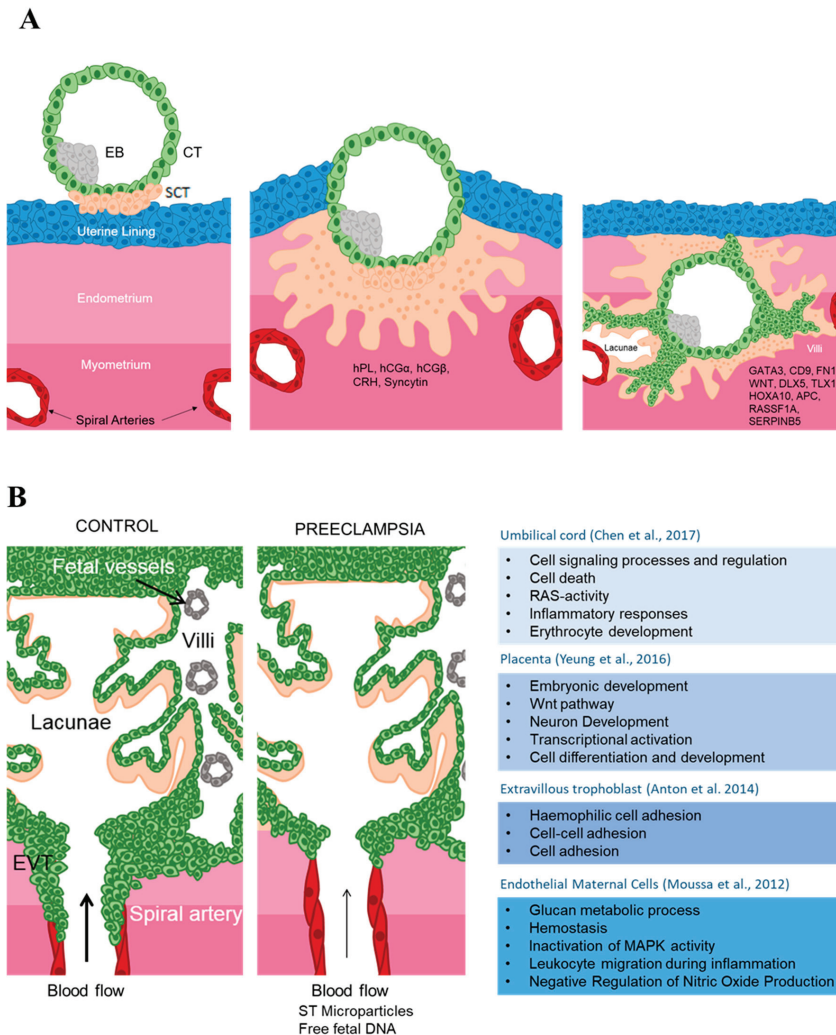 A
EB
CT
SCT
Uterine Lining
Endometrium
Myometrium
Spiral Arteries
hPL, hCGα, hCGβ,
CRH, Syncytin
Lacunae
Villi
GATA3, CD9, FN1
WNT, DLX5, TLX1
HOXA10, APC,
RASSF1A,
SERPINB5
B
CONTROL
Fetal vessels
Villi
Lacunae
EVT
Spiral artery
Blood flow
PREECLAMPSIA
Blood flow
ST Microparticles
Free fetal DNA
Umbilical cord (Chen et al., 2017)
• Cell signaling processes and regulation
• Cell death
• RAS-activity
• Inflammatory responses
• Erythrocyte development
Placenta (Yeung et al., 2016)
• Embryonic development
• Wnt pathway
• Neuron Development
• Transcriptional activation
• Cell differentiation and development
Extravillous trophoblast (Anton et al. 2014)
• Haemophilic cell adhesion
• Cell-cell adhesion
• Cell adhesion
Endothelial Maternal Cells (Moussa et al., 2012)
• Glucan metabolic process
• Hemostasis
• Inactivation of MAPK activity
• Leukocyte migration during inflammation
• Negative Regulation of Nitric Oxide Production